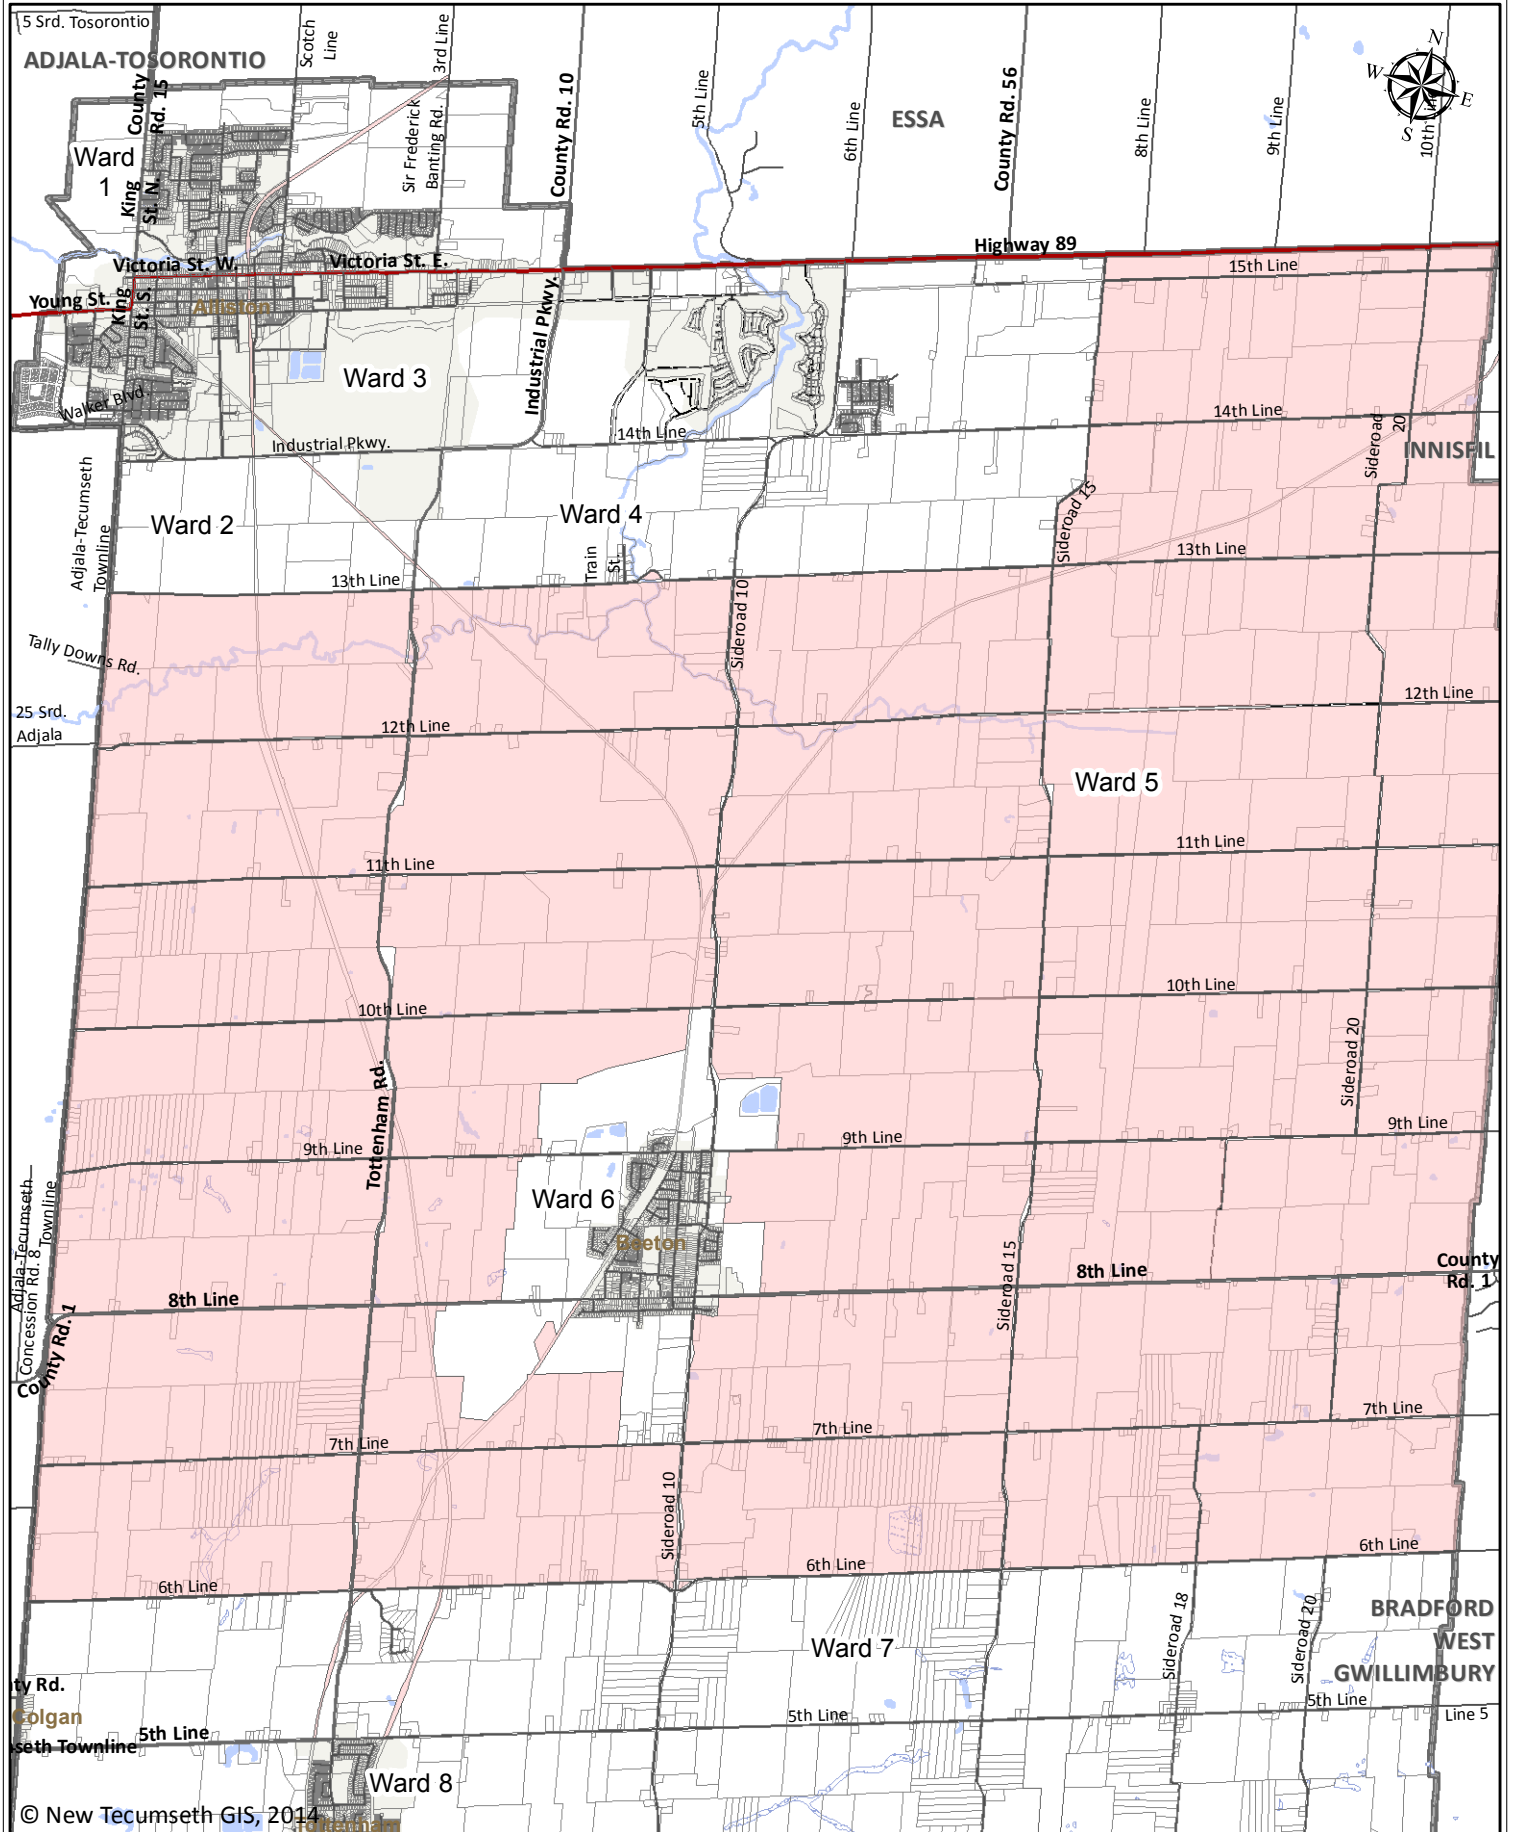 5 Srd. Tosorontio
ADJALA-TOSORONTIO
County
Rd. 15
Scotch
Line
3rd Line
Sir Frederick
Banting Rd.
County Rd. 10
5th Line
6th Line
ESSA
County Rd. 56
8th Line
9th Line
10th Line
N
W
E
S
Ward
1
King
St. N.
Highway 89
15th Line
Victoria St. W.
Victoria St. E.
Young St.
King
St. S.
Alliston
Industrial Pkwy.
Ward 3
Walker Blvd.
Industrial Pkwy.
14th Line
14th Line
Sideroad
20
INNISFIL
Adjala-Tecumseth
Townline
Ward 2
Ward 4
Sideroad 15
Train
St.
13th Line
13th Line
Sideroad 10
Tally Downs Rd.
25 Srd.
Adjala
12th Line
12th Line
Ward 5
11th Line
11th Line
10th Line
10th Line
Tottenham Rd.
Sideroad 20
9th Line
9th Line
9th Line
Adjala-Tecumseth
Townline
Concession Rd. 8
Ward 6
Beeton
Sideroad 15
8th Line
8th Line
County
Rd. 1
County Rd. 1
7th Line
7th Line
7th Line
Sideroad 10
6th Line
6th Line
6th Line
Sideroad 18
Sideroad 20
BRADFORD
WEST
GWILLIMBURY
Ward 7
ty Rd.
Colgan
seth Townline
5th Line
5th Line
5th Line
Line 5
Ward 8
© New Tecumseth GIS, 2014
Tottenham